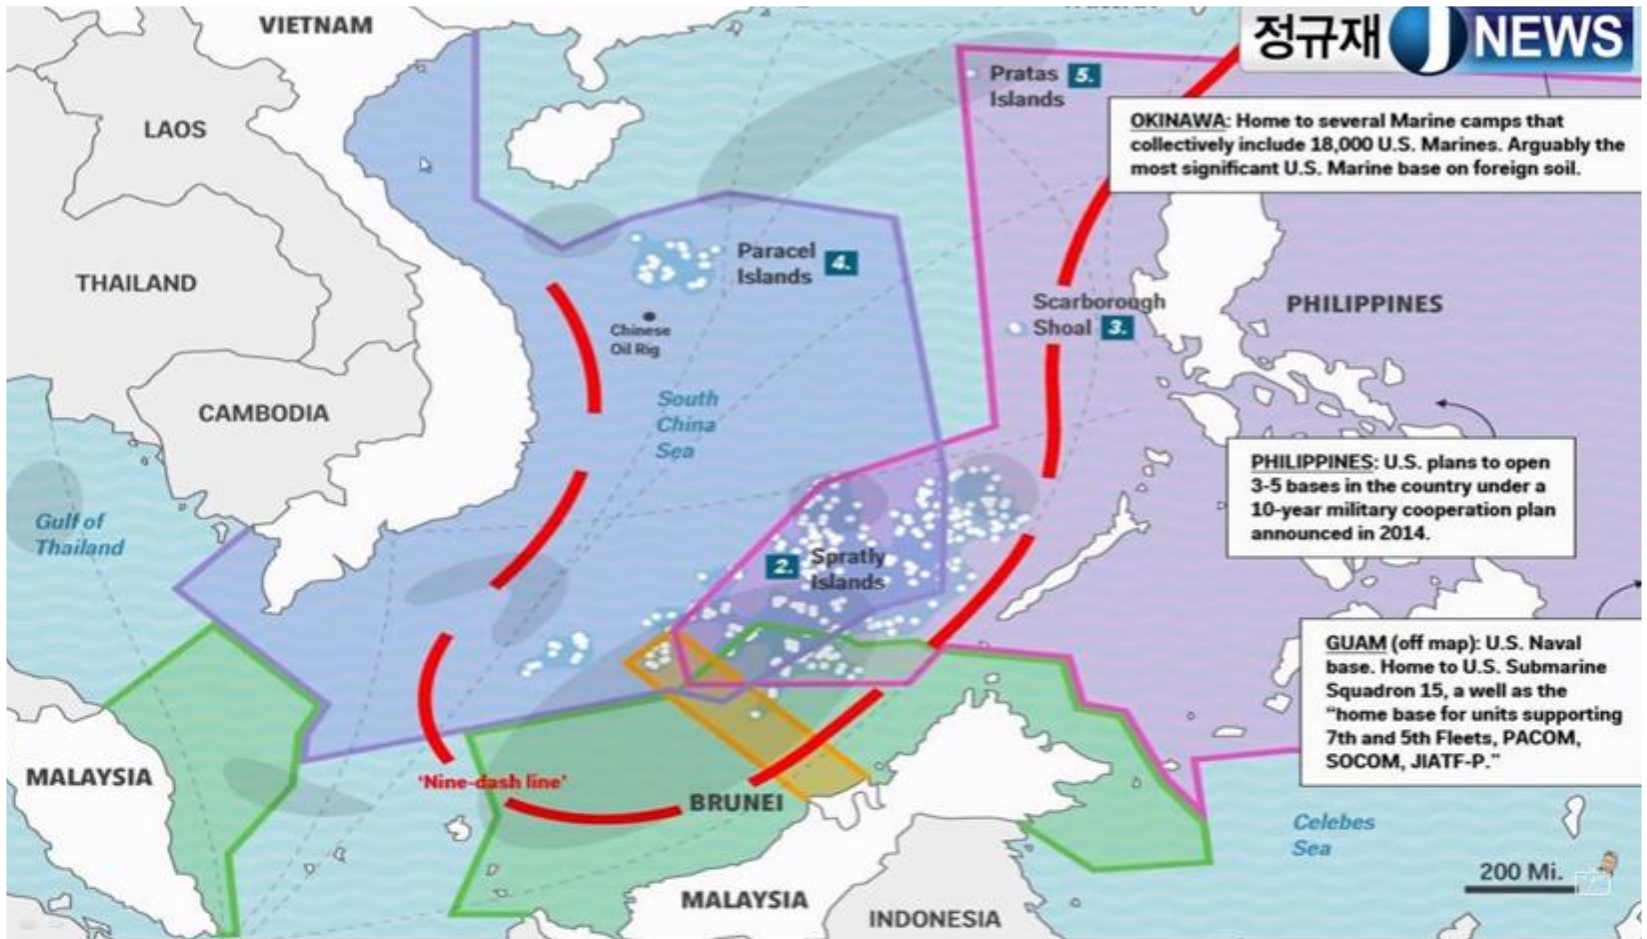 VIETNAM
정규재 J NEWS
Pratas 5.
Islands
OKINAWA: Home to several Marine camps that
collectively include 18,000 U.S. Marines. Arguably the
most significant U.S. Marine base on foreign soil.
LAOS
Paracel 4.
Islands
THAILAND
Chinese
Oil Rig
Scarborough
Shoal 3.
PHILIPPINES
CAMBODIA
South
China
Sea
PHILIPPINES: U.S. plans to open
3-5 bases in the country under a
10-year military cooperation plan
announced in 2014.
Gulf of
Thailand
2. Spratly
Islands
GUAM (off map): U.S. Naval
base. Home to U.S. Submarine
Squadron 15, a well as the
“home base for units supporting
7th and 5th Fleets, PACOM,
SOCOM, JIATF-P.”
MALAYSIA
‘Nine-dash line’
BRUNEI
Celebes
Sea
200 Mi.
MALAYSIA
INDONESIA